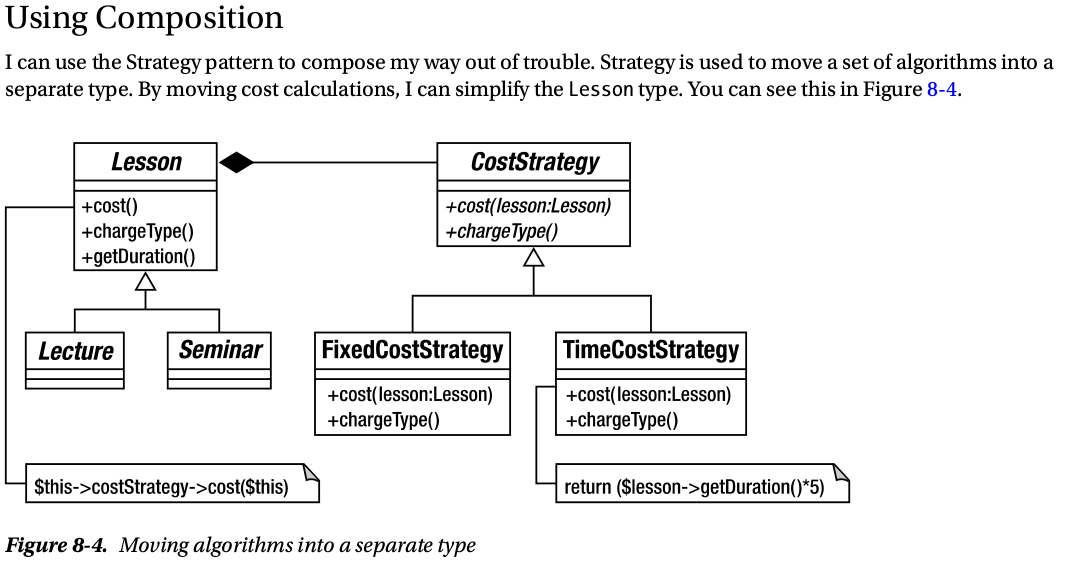 Using Composition
I can use the Strategy pattern to compose my way out of trouble. Strategy is used to move a set of algorithms into a
separate type. By moving cost calculations, I can simplify the Lesson type. You can see this in Figure 8-4.
Lesson
+cost()
+chargeType()
+getDuration()
CostStrategy
+cost(lesson:Lesson)
+chargeType()
Lecture
Seminar
FixedCostStrategy
+cost(lesson:Lesson)
+chargeType()
TimeCostStrategy
+cost(lesson:Lesson)
+chargeType()
$this->costStrategy->cost($this)
return ($lesson->getDuration()*5)
Figure 8-4. Moving algorithms into a separate type